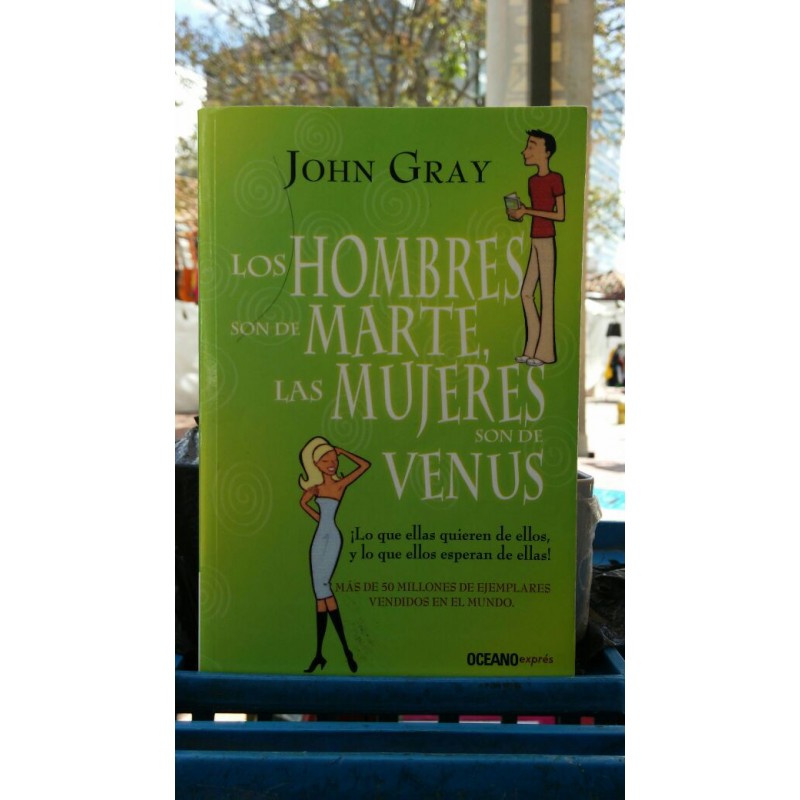 JOHN GRAY
LOS HOMBRES
SON DE MARTE,
LAS MUJERES
SON DE
VENUS
¡Lo que ellas quieren de ellos,
y lo que ellos esperan de ellas!
MÁS DE 50 MILLONES DE EJEMPLARES
VENDIDOS EN EL MUNDO.
OCEANO exprés